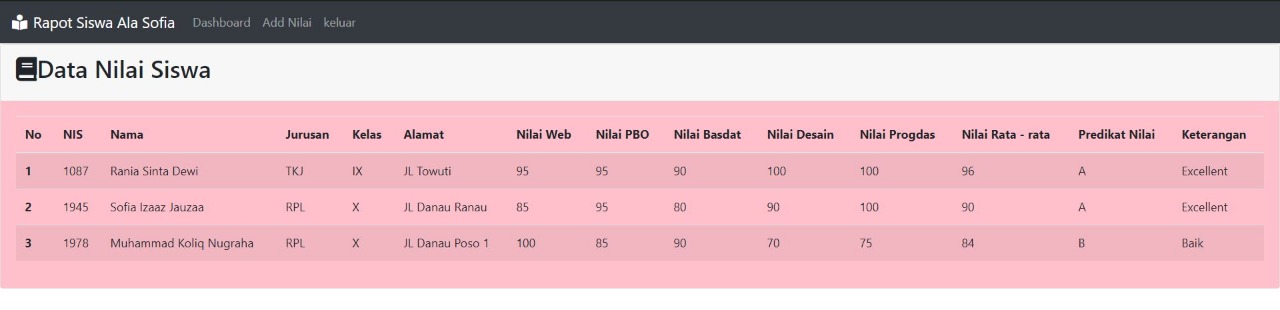 Rapot Siswa Ala Sofia Dashboard Add Nilai keluar
Data Nilai Siswa
No NIS Nama Jurusan Kelas Alamat Nilai Web Nilai PBO Nilai Basdat Nilai Desain Nilai Progdas Nilai Rata - rata Predikat Nilai Keterangan
1 1087 Rania Sinta Dewi TKJ IX JL Towuti 95 95 90 100 100 96 A Excellent
2 1945 Sofia Izaaz Jauzaa RPL X JL Danau Ranau 85 95 80 90 100 90 A Excellent
3 1978 Muhammad Koliq Nugraha RPL X JL Danau Poso 1 100 85 90 70 75 84 B Baik